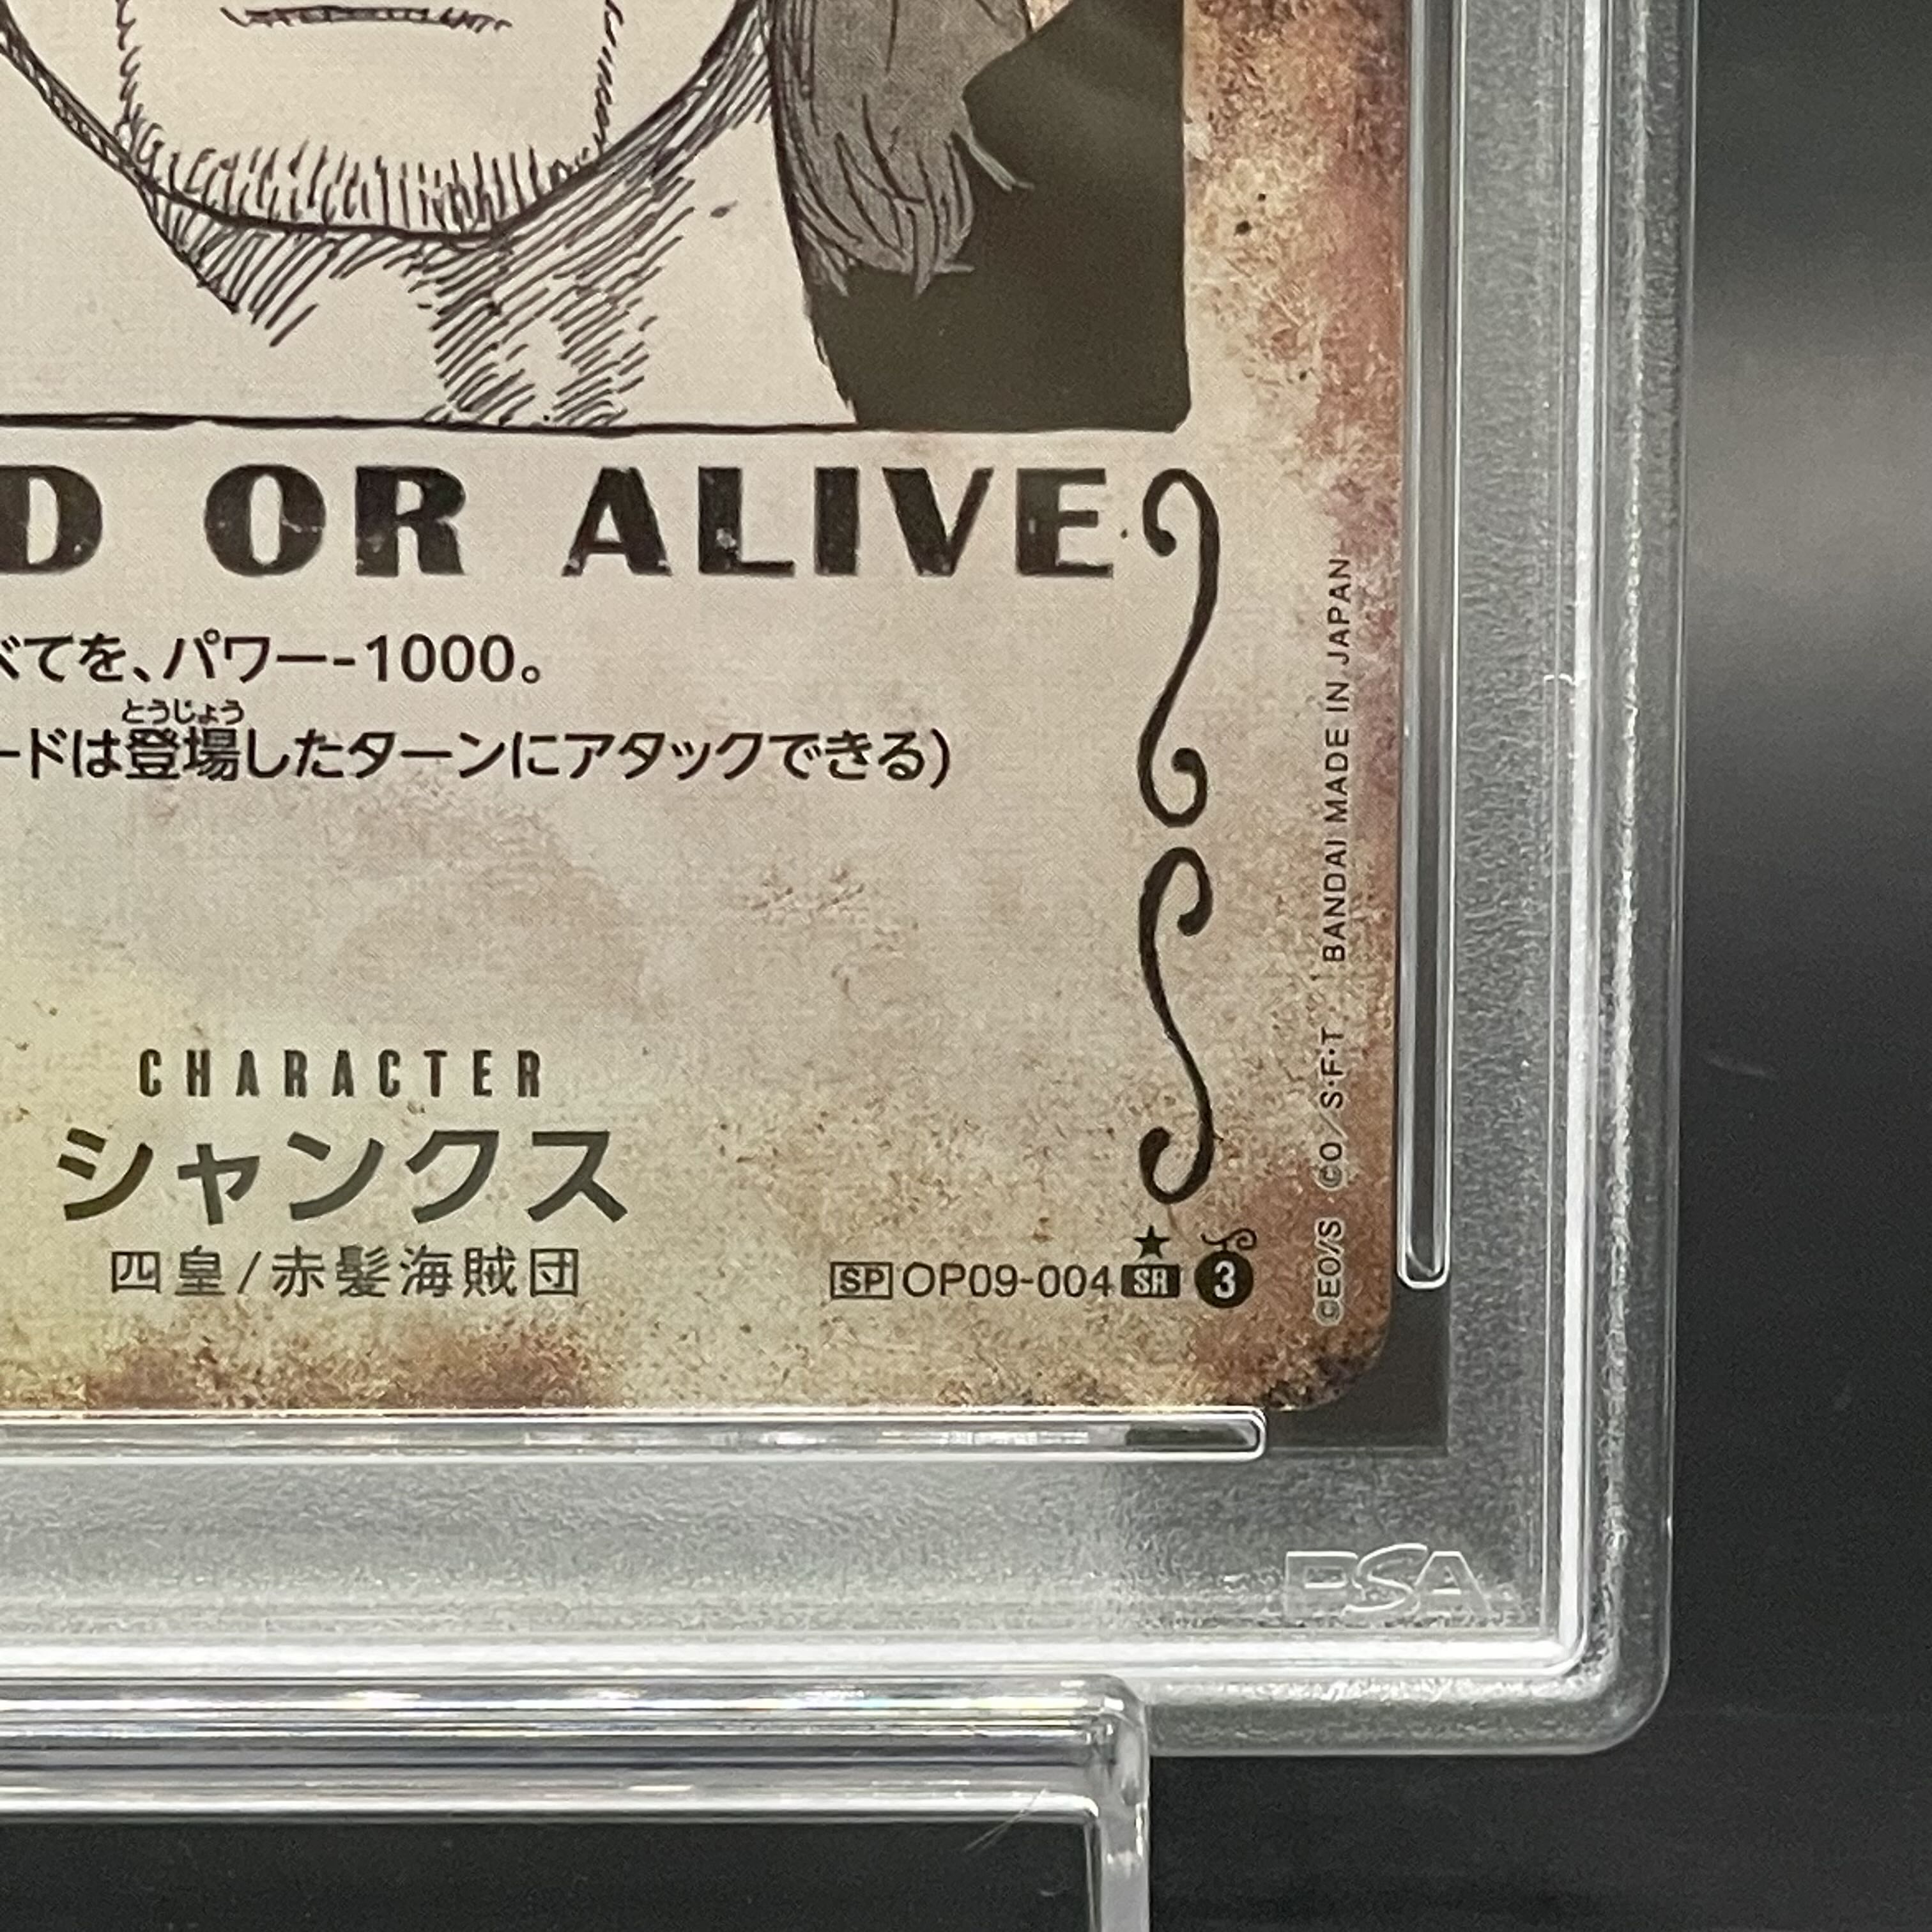 D OR ALIVE
べてを、パワー-1000。
とうじょう
ードは登場したターンにアタックできる)
CHARACTER
シャンクス
四皇/赤髪海賊団
SP OP09-004 SR 3
©EO/S ©O/S・F・T BANDAI MADE IN JAPAN
PSA